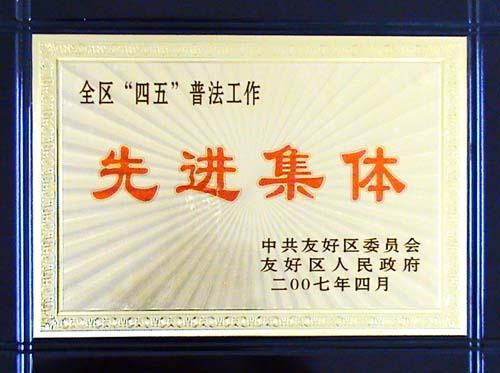 全区“四五”普法工作
先进集体
中共友好区委员会
友好区人民政府
二00七年四月